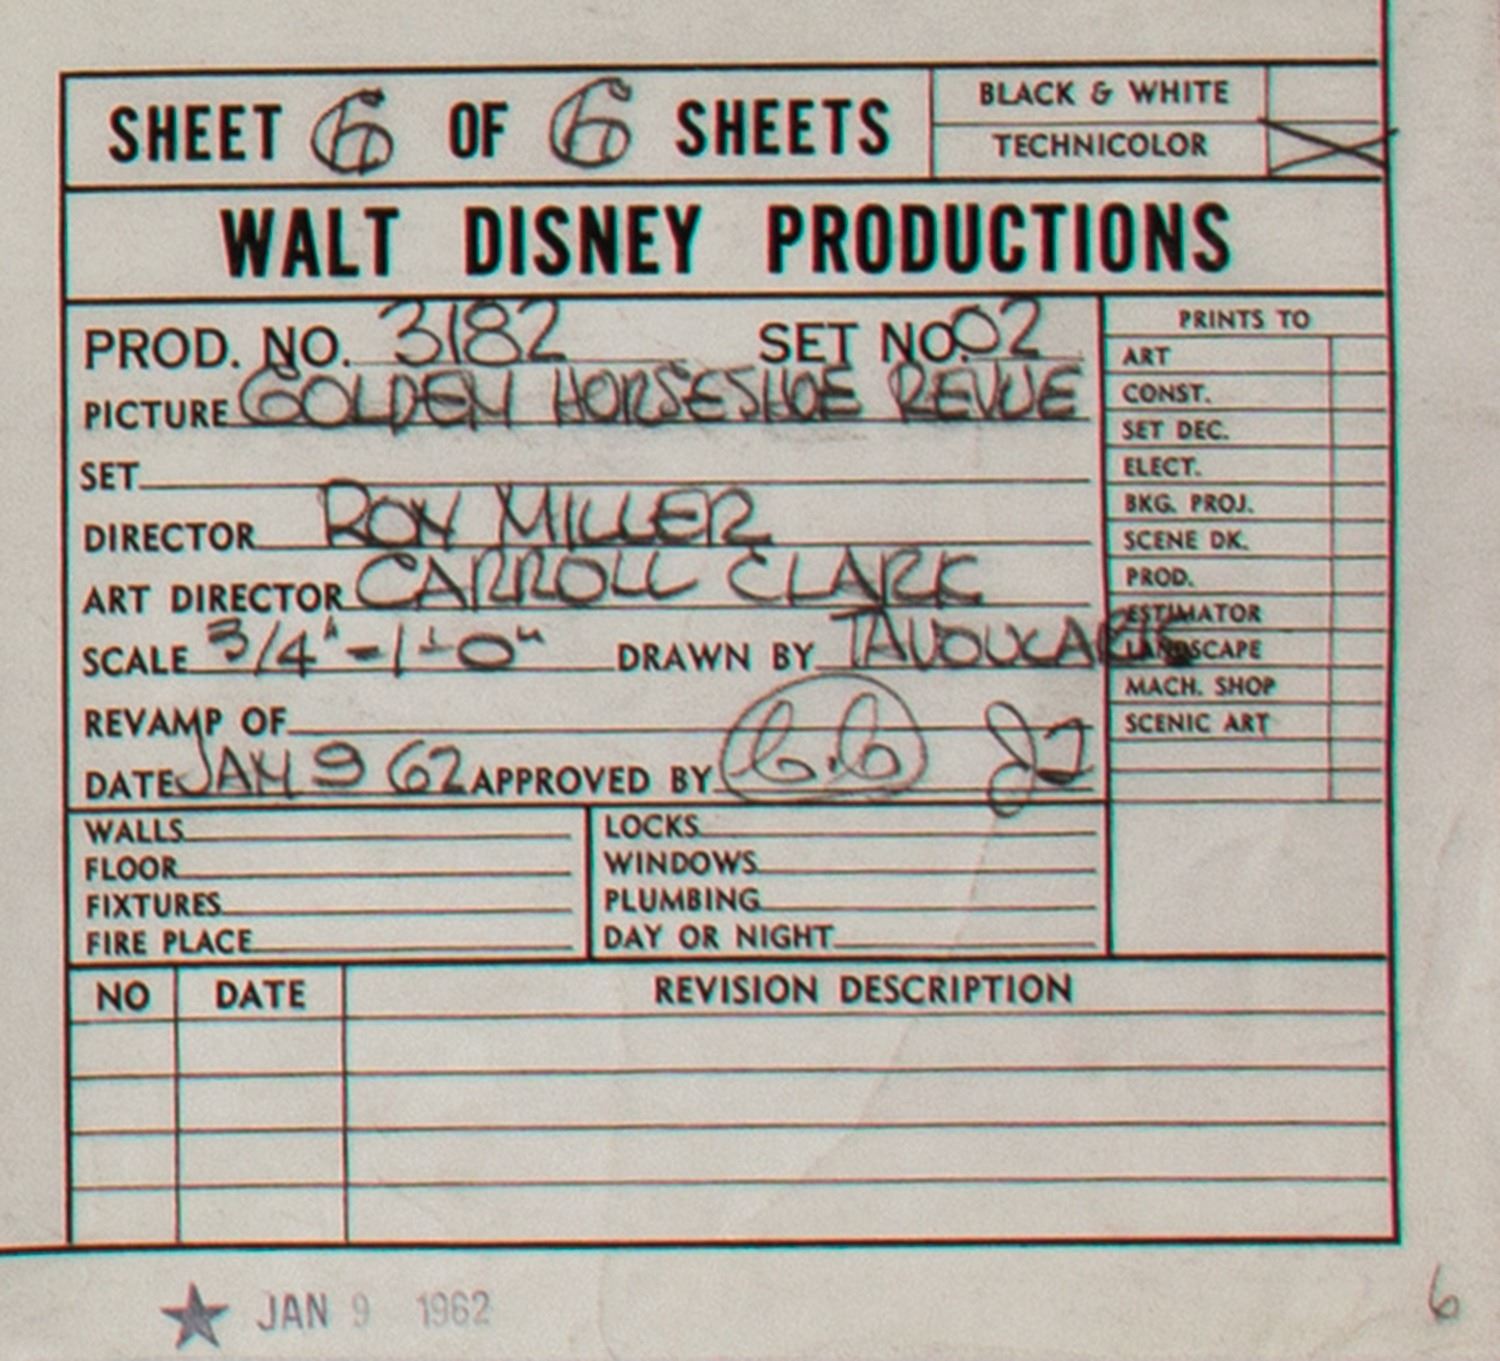 SHEET 6 OF 6 SHEETS
BLACK & WHITE
TECHNICOLOR X
WALT DISNEY PRODUCTIONS
PROD. NO. 3182 SET NO. 02
PICTURE GOLDEN HORSESHOE REVUE
SET
DIRECTOR RON MILLER
ART DIRECTOR CARROLL CLARK
SCALE 3/4" - 1'-0" DRAWN BY TAVOUKARIS
REVAMP OF
DATE JAN 9 62 APPROVED BY C.C
PRINTS TO
ART
CONST.
SET DEC.
ELECT.
BKG. PROJ.
SCENE DK.
PROD.
ESTIMATOR
LANDSCAPE
MACH. SHOP
SCENIC ART
WALLS
FLOOR
FIXTURES
FIRE PLACE
LOCKS
WINDOWS
PLUMBING
DAY OR NIGHT
NO DATE REVISION DESCRIPTION
★ JAN 9 1962
6